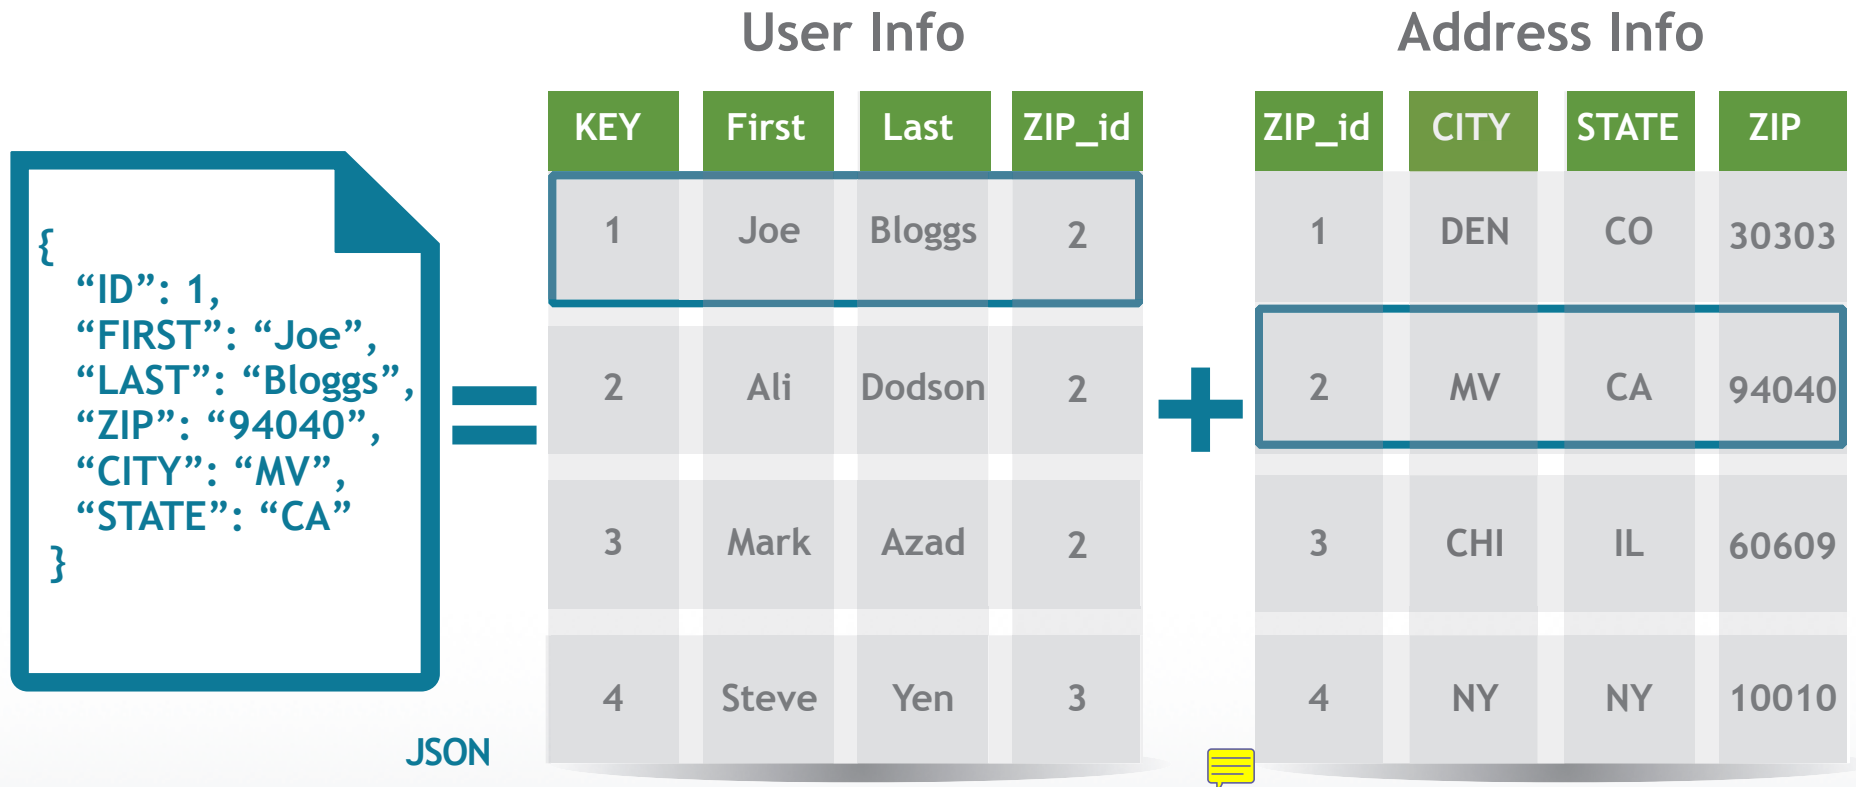 User Info
Address Info
{
“ID”: 1,
“FIRST”: “Joe”,
“LAST”: “Bloggs”,
“ZIP”: “94040”,
“CITY”: “MV”,
“STATE”: “CA”
}
JSON
KEY First Last ZIP_id
1 Joe Bloggs 2
2 Ali Dodson 2
3 Mark Azad 2
4 Steve Yen 3
ZIP_id CITY STATE ZIP
1 DEN CO 30303
2 MV CA 94040
3 CHI IL 60609
4 NY NY 10010